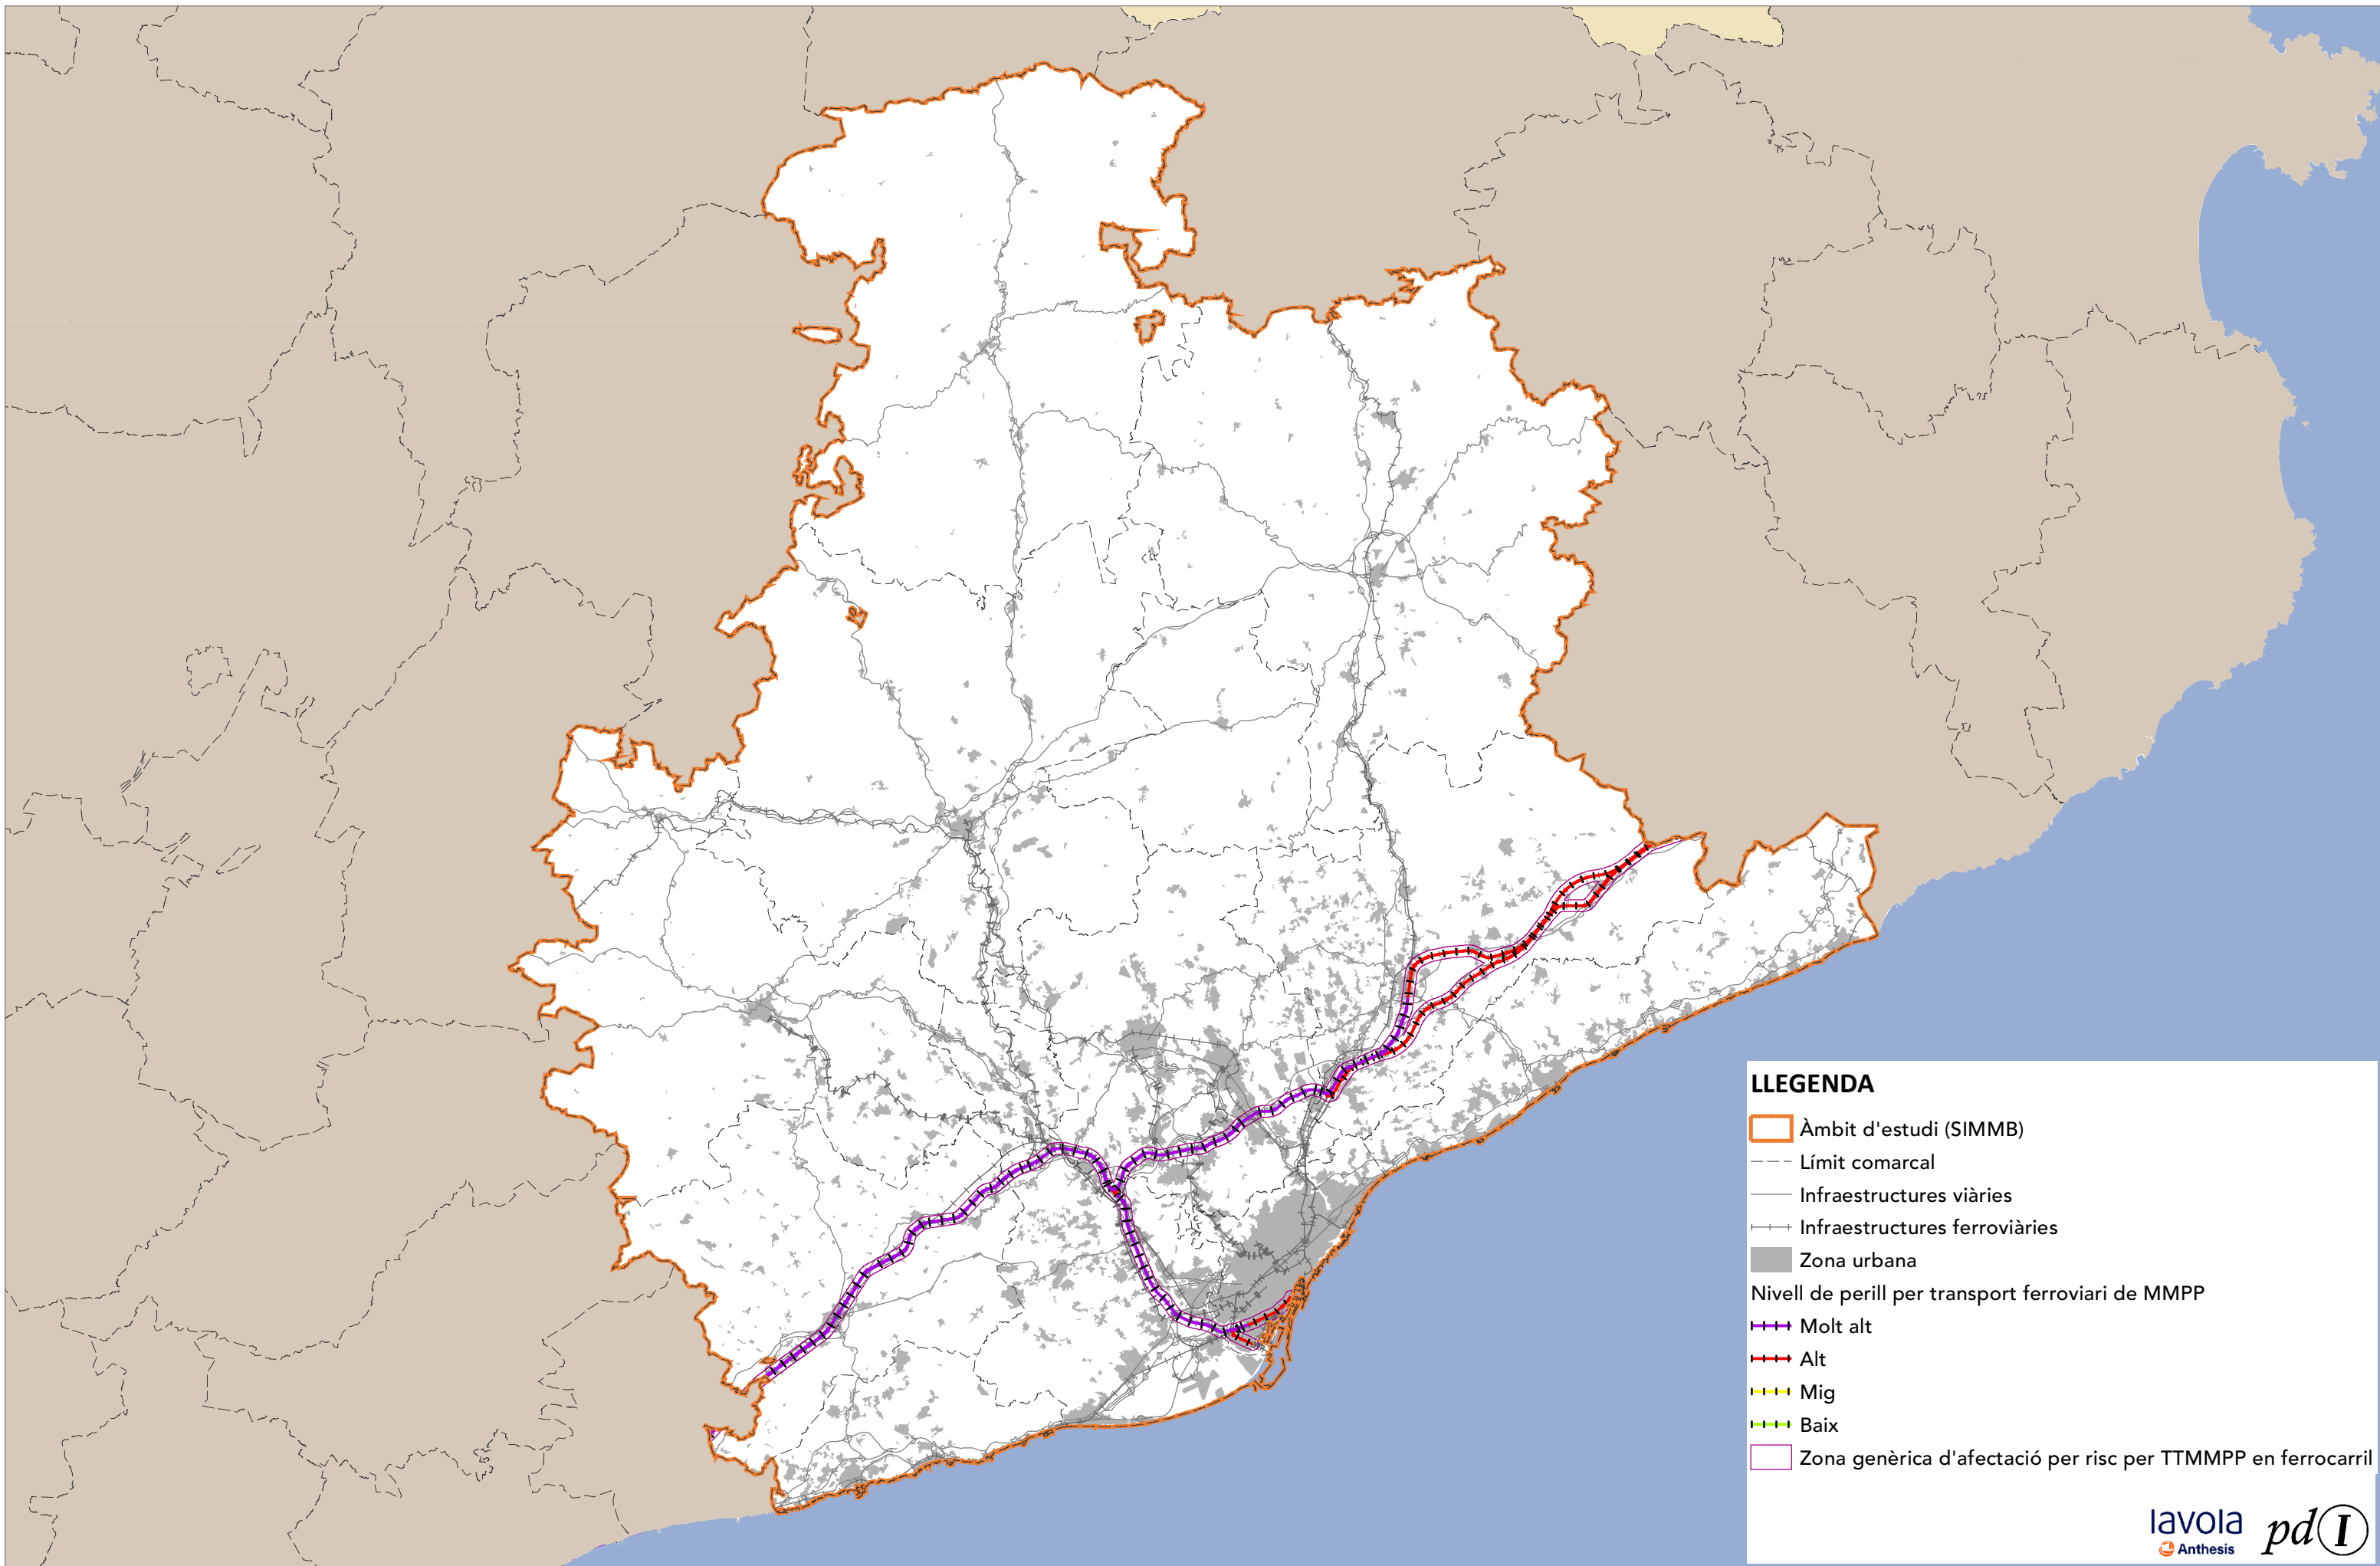 LLEGENDA
Àmbit d'estudi (SIMMB)
Límit comarcal
Infraestructures viàries
Infraestructures ferroviàries
Zona urbana
Nivell de perill per transport ferroviari de MMPP
Molt alt
Alt
Mig
Baix
Zona genèrica d'afectació per risc per TTMMPP en ferrocarril
lavola
Anthesis
pdI